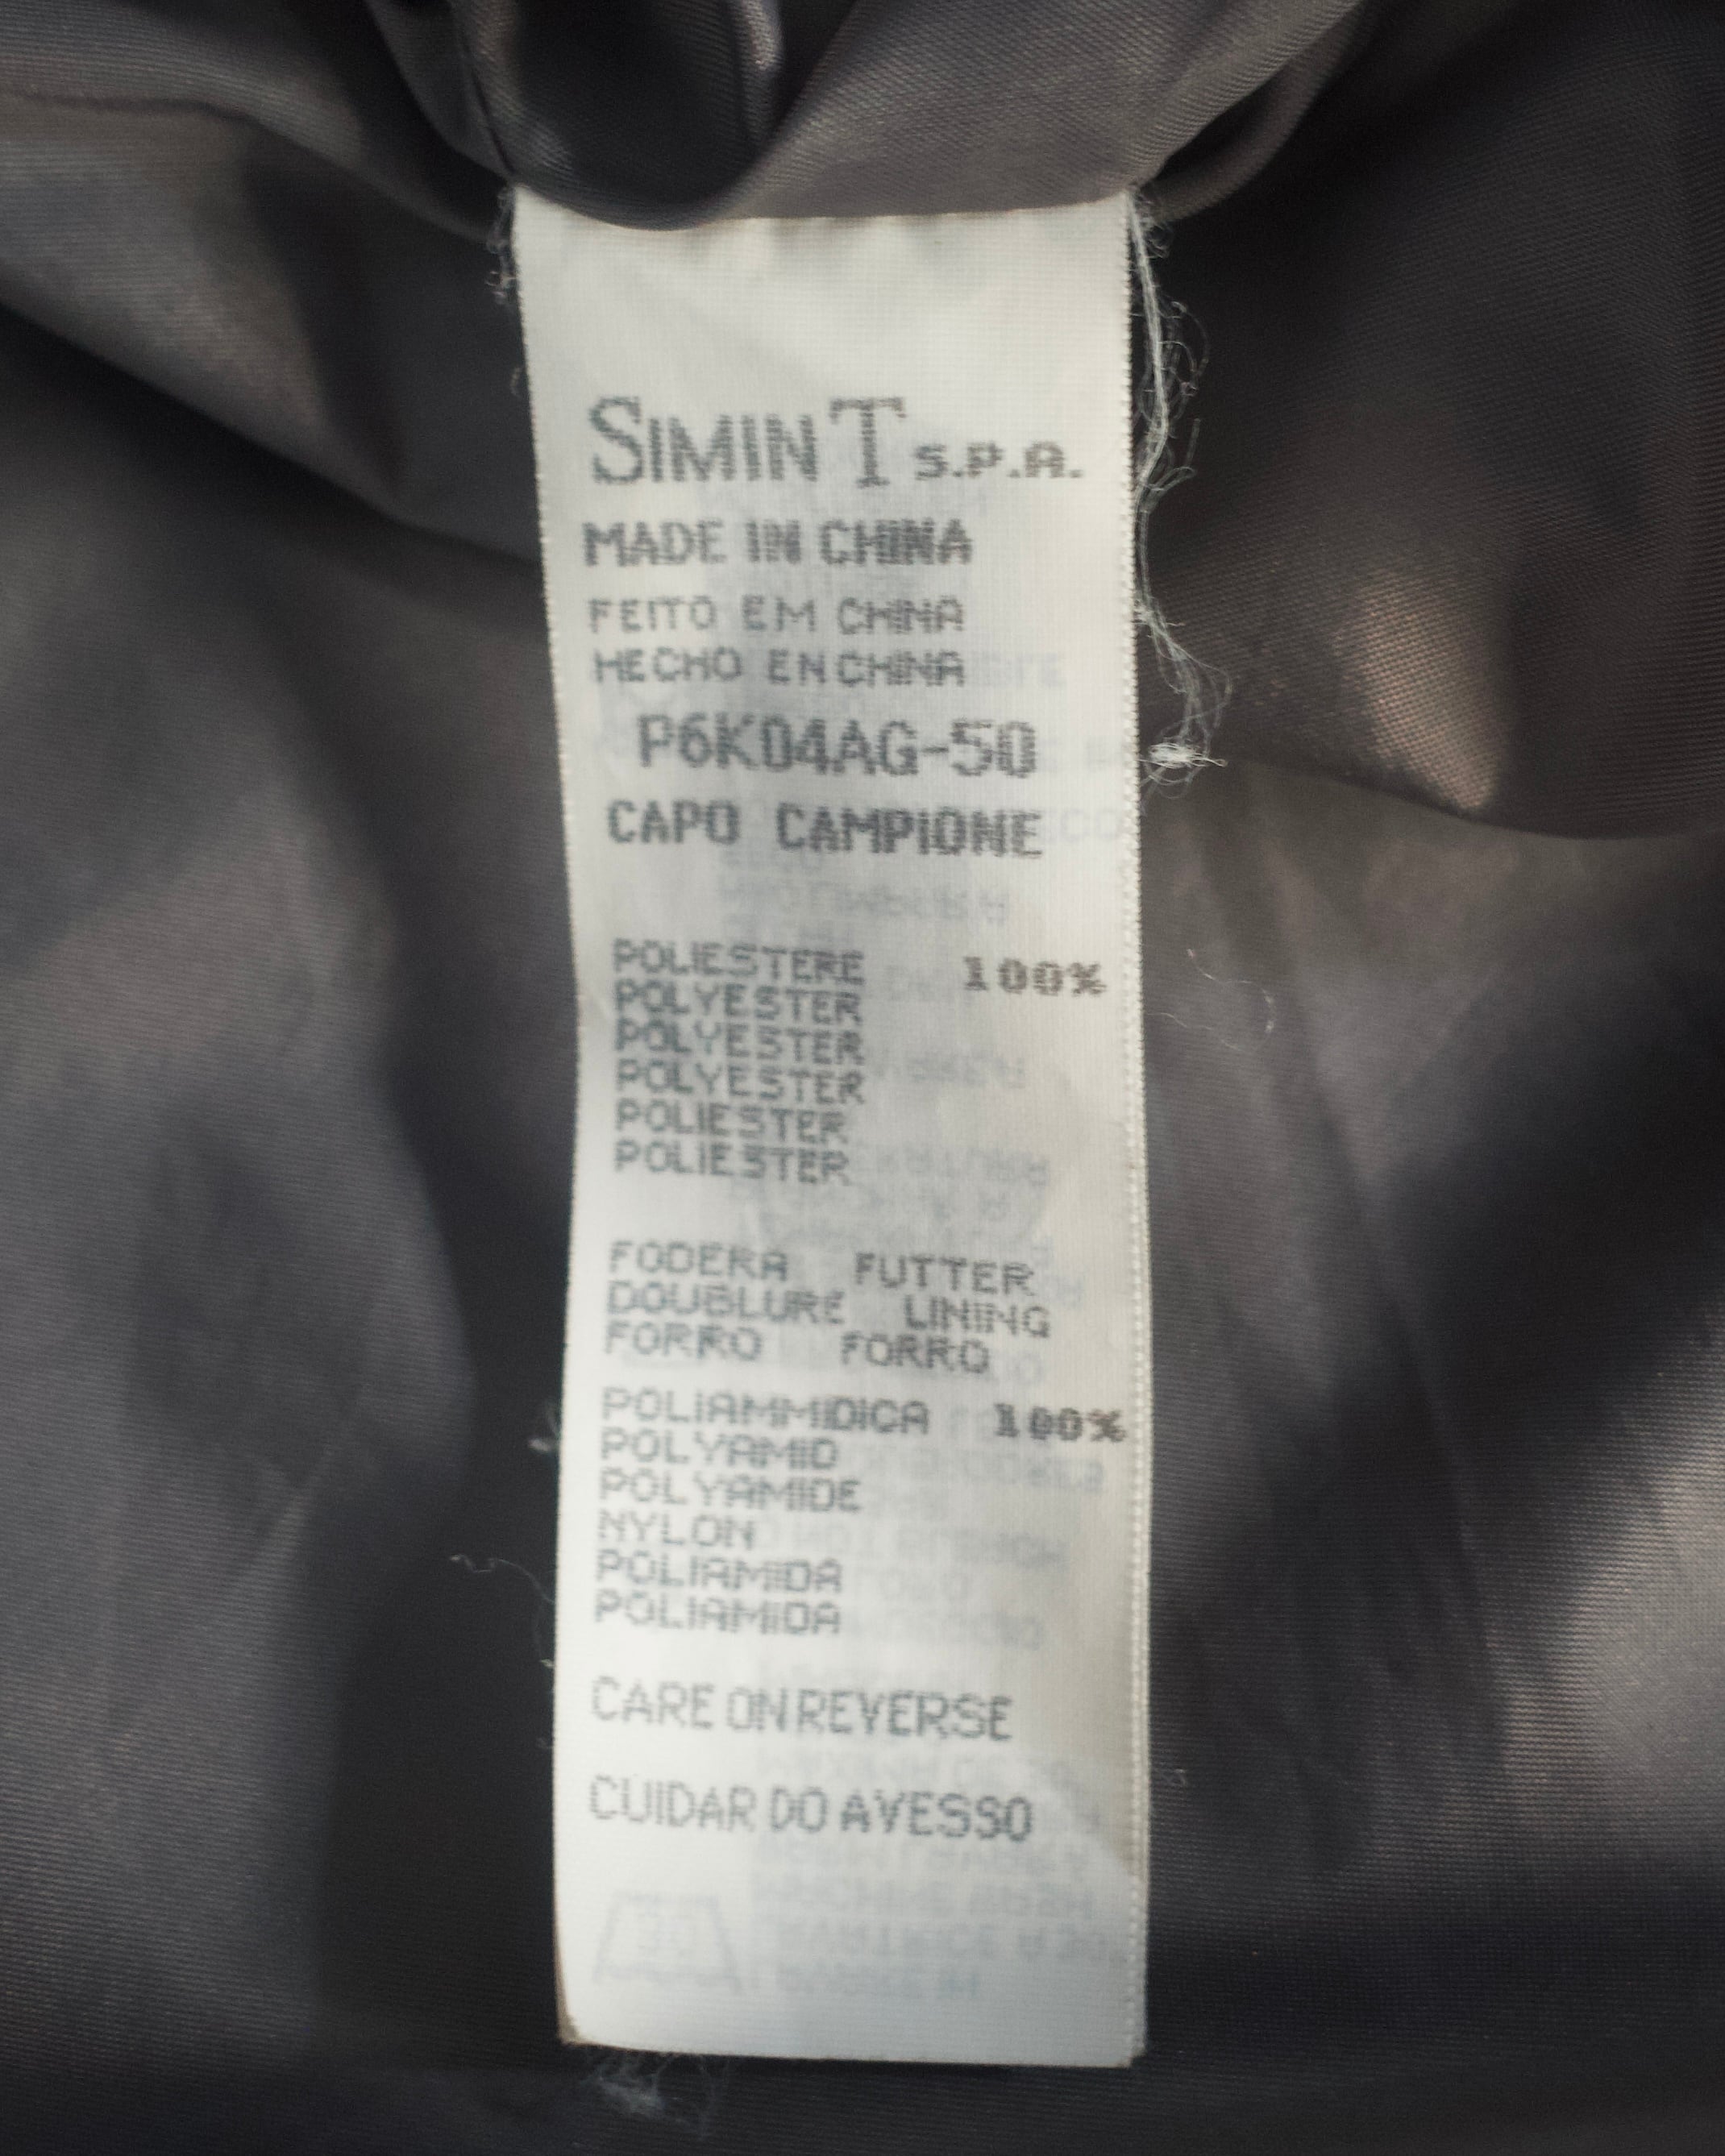 SIMINT S.P.A.
MADE IN CHINA
FEITO EM CHINA
HECHO EN CHINA
P6K04AG-50
CAPO CAMPIONE
POLIESTERE 100%
POLYESTER
POLYESTER
POLYESTER
POLIESTER
POLIESTER
FODERA FUTTER
DOUBLURE LINING
FORRO FORRO
POLIAMMIDICA 100%
POLYAMID
POLYAMIDE
NYLON
POLIAMIDA
POLIAMIDA
CARE ON REVERSE
CUIDAR DO AVESSO